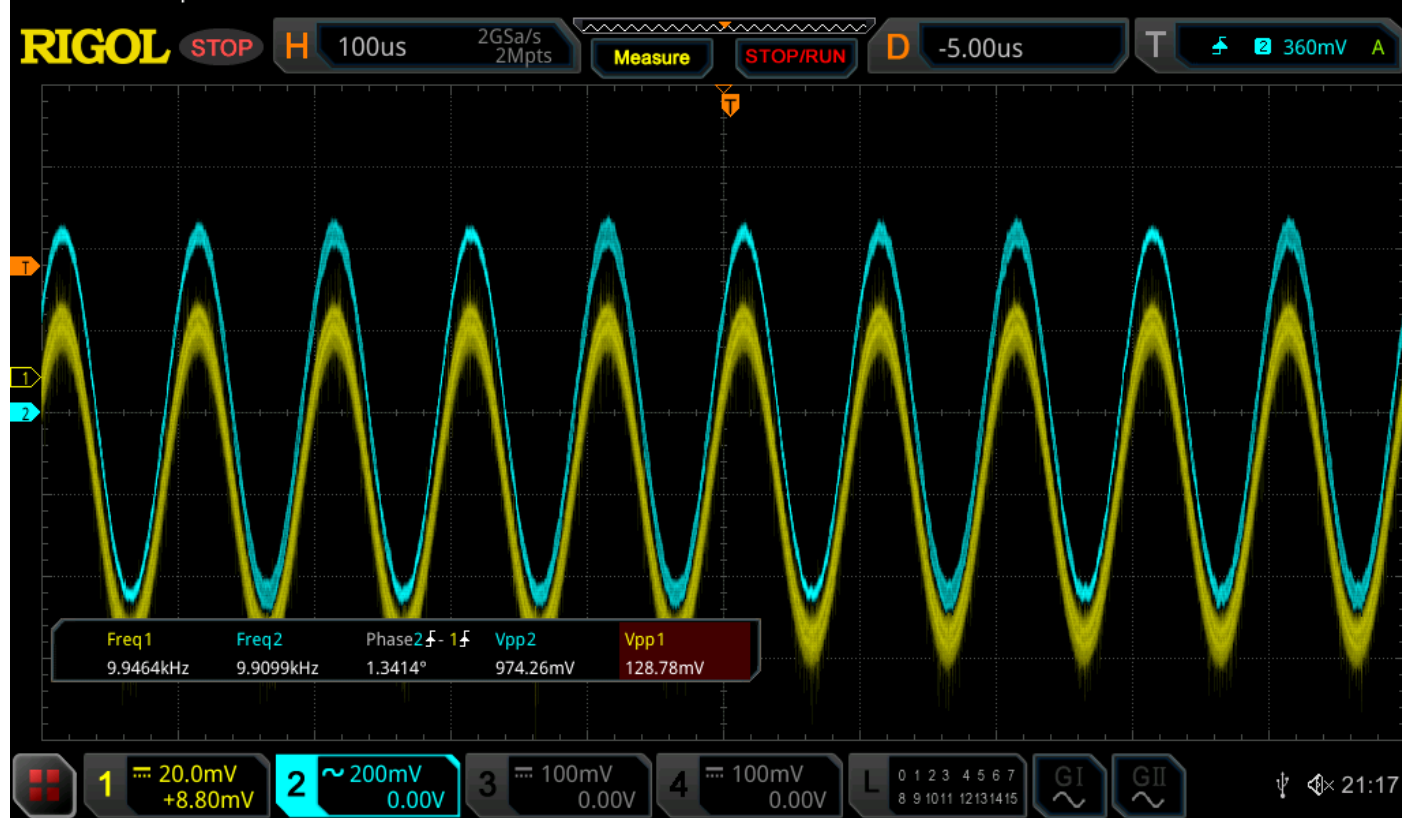 RIGOL STOP H 100us 2GSa/s 2Mpts Measure STOP/RUN D -5.00us T 2 360mV A
T
T
1
2
Freq1 Freq2 Phase2-1 Vpp2 Vpp1
9.9464kHz 9.9099kHz 1.3414° 974.26mV 128.78mV
1 20.0mV 2 200mV 3 100mV 4 100mV L 0 1 2 3 4 5 6 7 GI GII
+8.80mV 0.00V 0.00V 0.00V 8 9 10 11 12 13 14 15 21:17